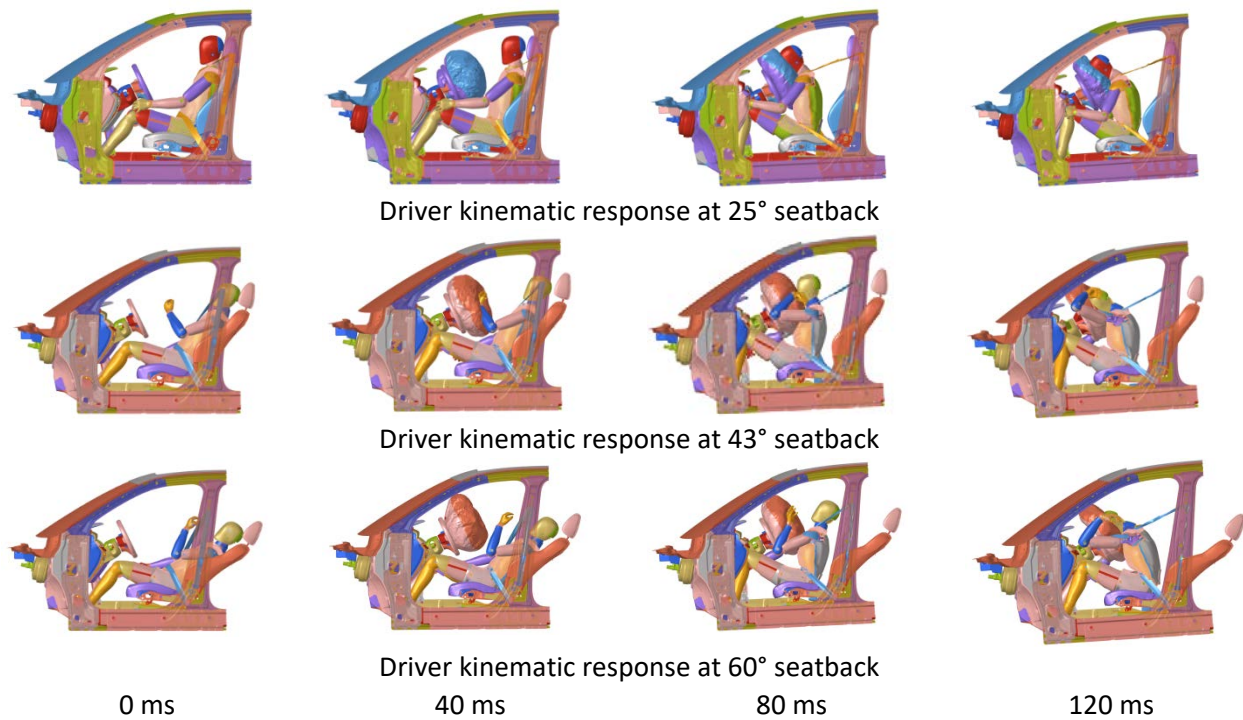 Driver kinematic response at 25° seatback
Driver kinematic response at 43° seatback
Driver kinematic response at 60° seatback
0 ms 40 ms 80 ms 120 ms